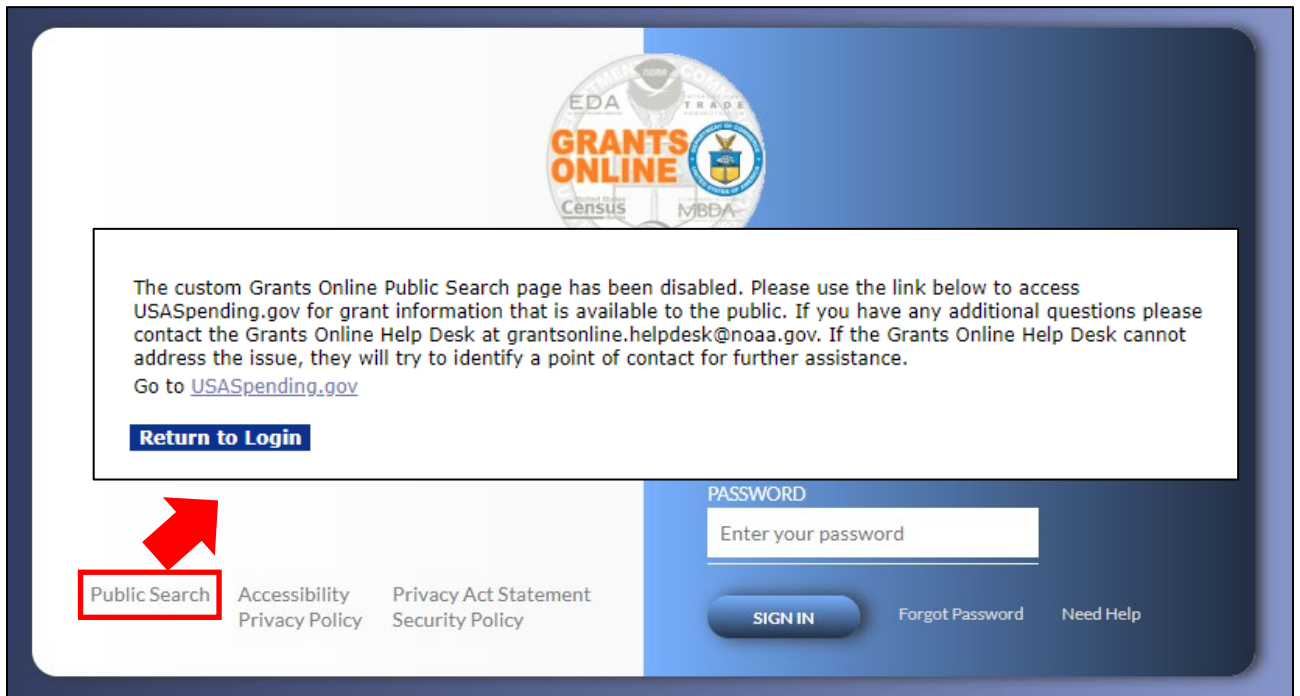 noaa
EDA
TRADE
GRANTS
ONLINE
United States
Census
MBDA
The custom Grants Online Public Search page has been disabled. Please use the link below to access
USASpending.gov for grant information that is available to the public. If you have any additional questions please
contact the Grants Online Help Desk at grantsonline.helpdesk@noaa.gov. If the Grants Online Help Desk cannot
address the issue, they will try to identify a point of contact for further assistance.
Go to USASpending.gov
Return to Login
PASSWORD
Enter your password
Public Search Accessibility Privacy Act Statement
Privacy Policy Security Policy
SIGN IN Forgot Password Need Help